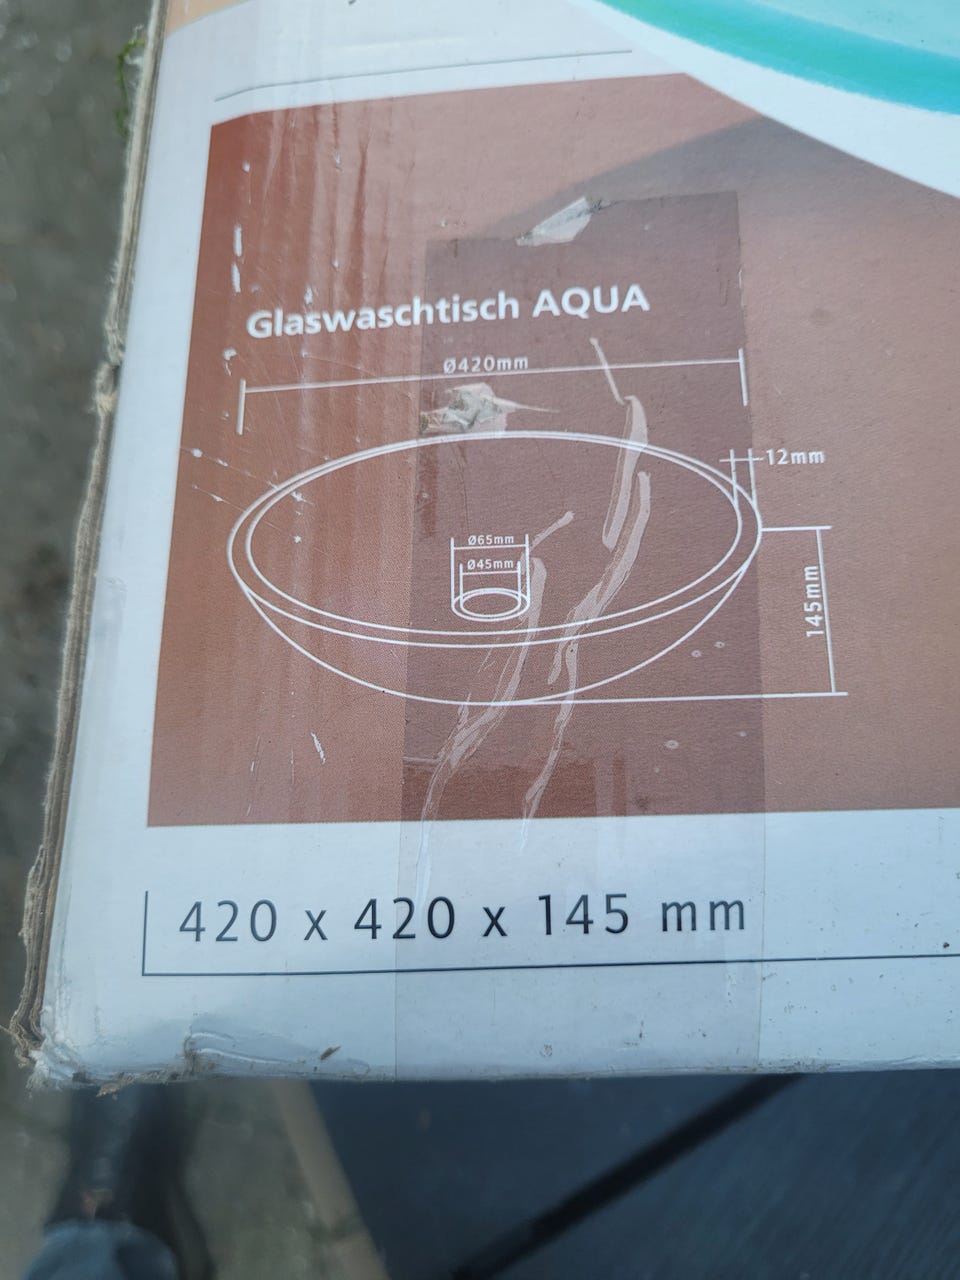 Glaswaschtisch AQUA
Ø420mm
12mm
Ø65mm
Ø45mm
145mm
420 x 420 x 145 mm